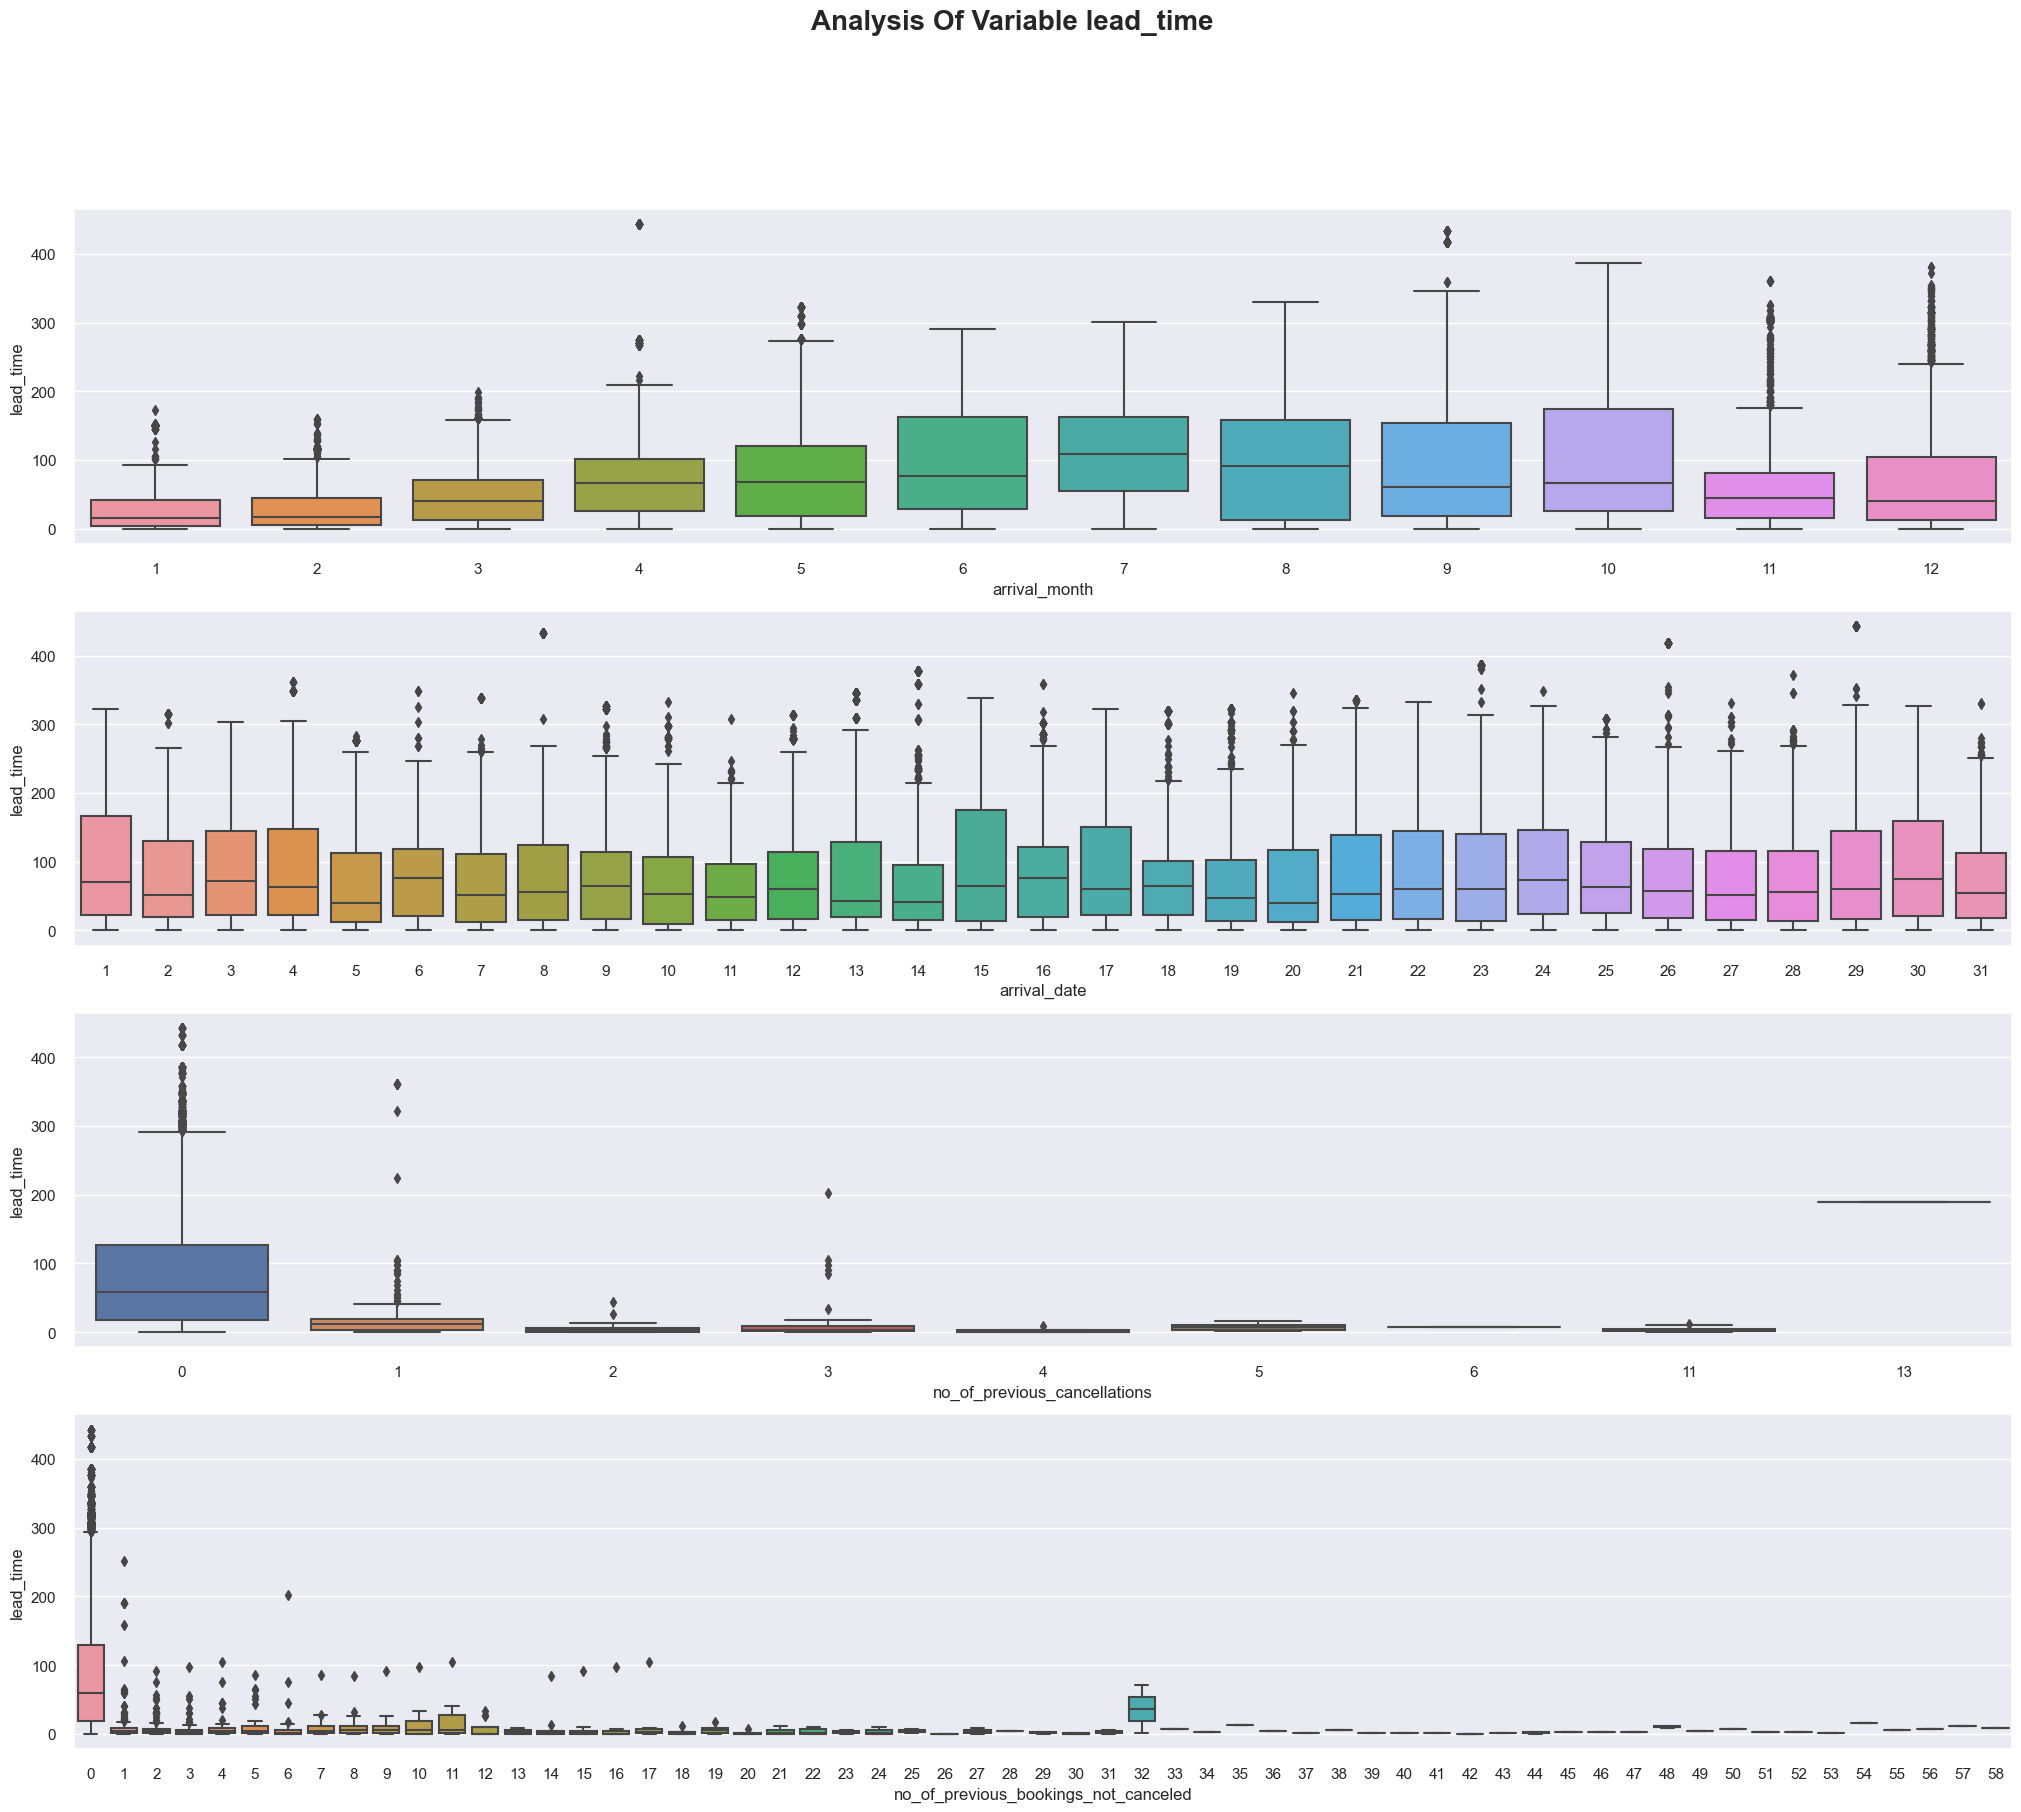 Analysis Of Variable lead_time
400
300
200
100
0
lead_time
1 2 3 4 5 6 7 8 9 10 11 12
arrival_month
400
300
200
100
0
lead_time
1 2 3 4 5 6 7 8 9 10 11 12 13 14 15 16 17 18 19 20 21 22 23 24 25 26 27 28 29 30 31
arrival_date
400
300
200
100
0
lead_time
0 1 2 3 4 5 6 11 13
no_of_previous_cancellations
400
300
200
100
0
lead_time
0 1 2 3 4 5 6 7 8 9 10 11 12 13 14 15 16 17 18 19 20 21 22 23 24 25 26 27 28 29 30 31 32 33 34 35 36 37 38 39 40 41 42 43 44 45 46 47 48 49 50 51 52 53 54 55 56 57 58
no_of_previous_bookings_not_canceled